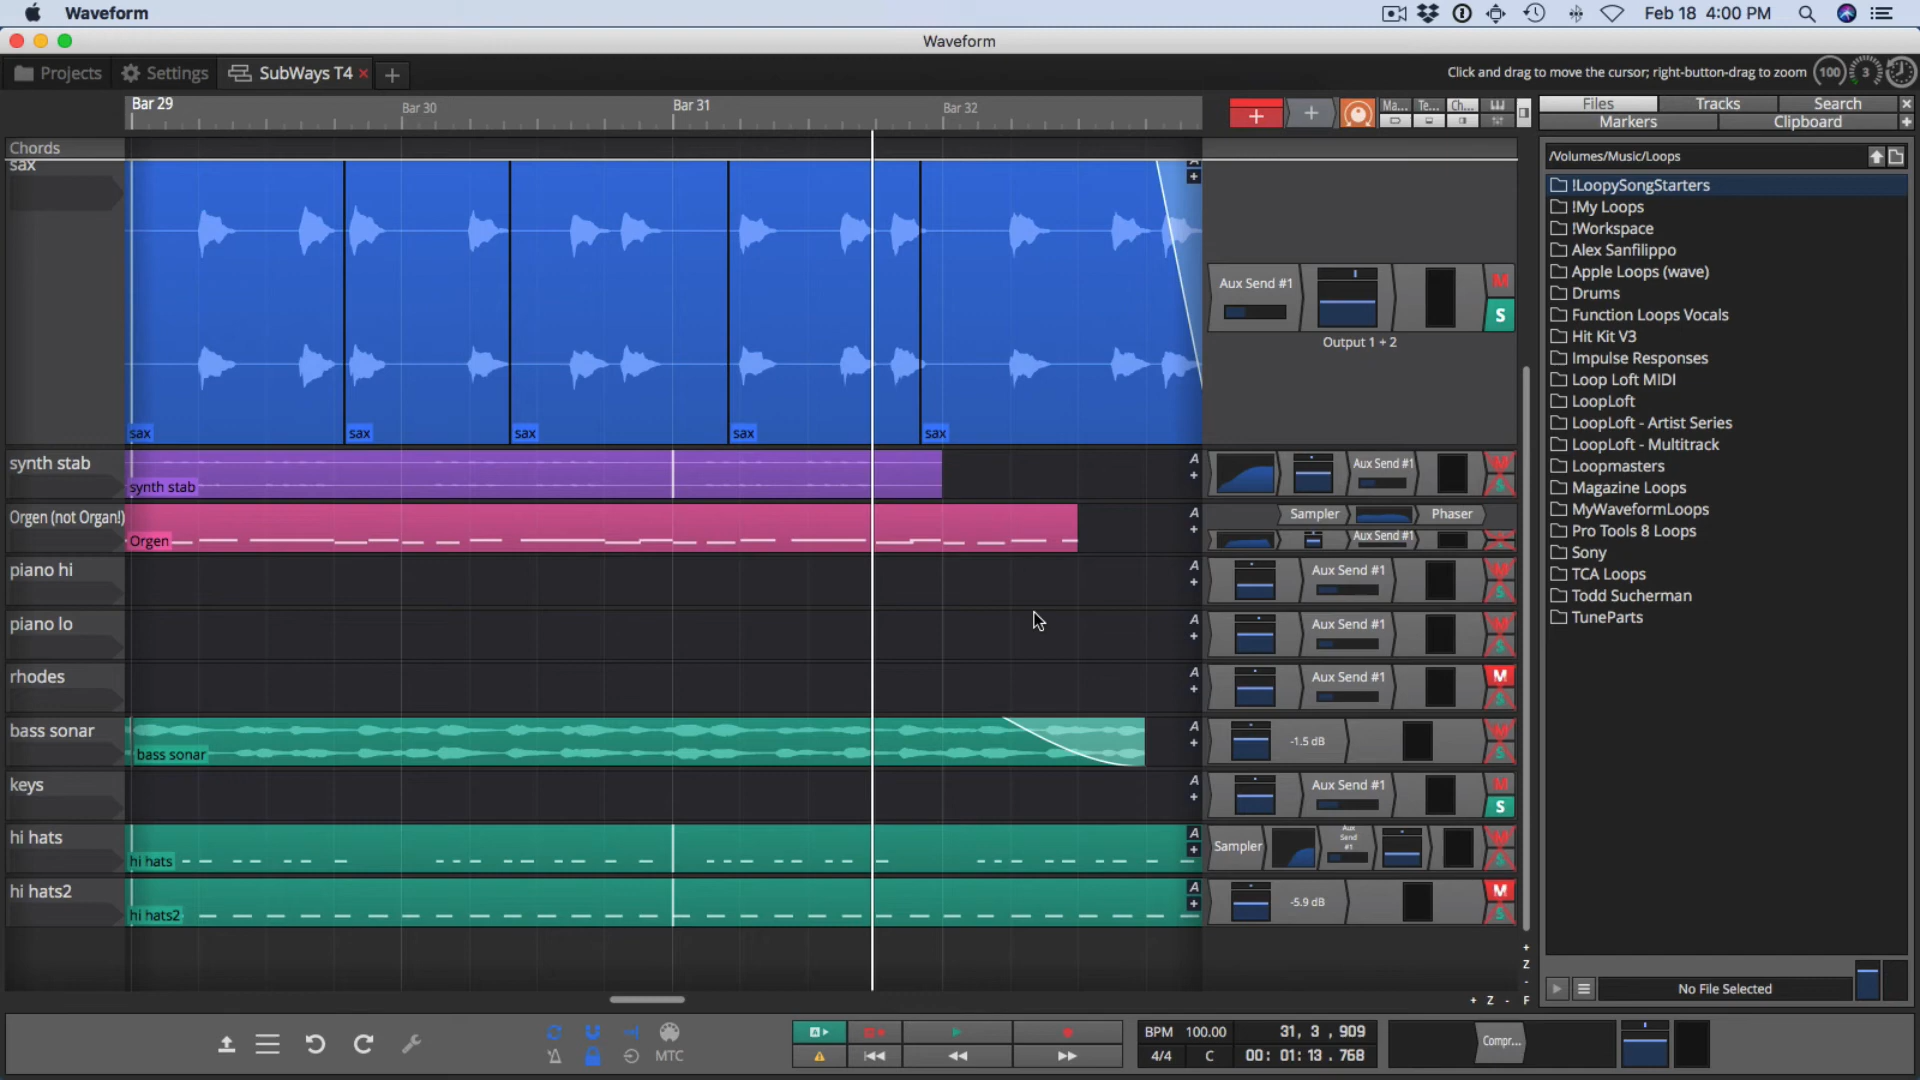 Waveform
Feb 18 4:00 PM
Waveform
Projects
Settings
SubWays T4
Click and drag to move the cursor; right-button-drag to zoom
100
3
Bar 29
Bar 30
Bar 31
Bar 32
Ma...
Te...
Ch...
Files
Tracks
Search
Markers
Clipboard
Chords
/Volumes/Music/Loops
!LoopySongStarters
!My Loops
!Workspace
Alex Sanfilippo
Apple Loops (wave)
Drums
Function Loops Vocals
Hit Kit V3
Impulse Responses
Loop Loft MIDI
LoopLoft
LoopLoft - Artist Series
LoopLoft - Multitrack
Loopmasters
Magazine Loops
MyWaveformLoops
Pro Tools 8 Loops
Sony
TCA Loops
Todd Sucherman
TuneParts
sax
sax
sax
sax
sax
sax
A
+
Aux Send #1
M
S
Output 1 + 2
synth stab
synth stab
A
+
Aux Send #1
M
S
Orgen (not Organ!)
Orgen
A
+
Sampler
Phaser
Aux Send #1
piano hi
A
+
Aux Send #1
M
S
piano lo
A
+
Aux Send #1
M
S
rhodes
A
+
Aux Send #1
M
S
bass sonar
bass sonar
A
+
-1.5 dB
M
S
keys
A
+
Aux Send #1
M
S
hi hats
hi hats
A
+
Sampler
Aux Send #1
M
S
hi hats2
hi hats2
A
+
-5.9 dB
M
S
+
Z
-
+ Z - F
No File Selected
MTC
A
BPM 100.00
31, 3 , 909
4/4
C
00: 01: 13 . 768
Compr...